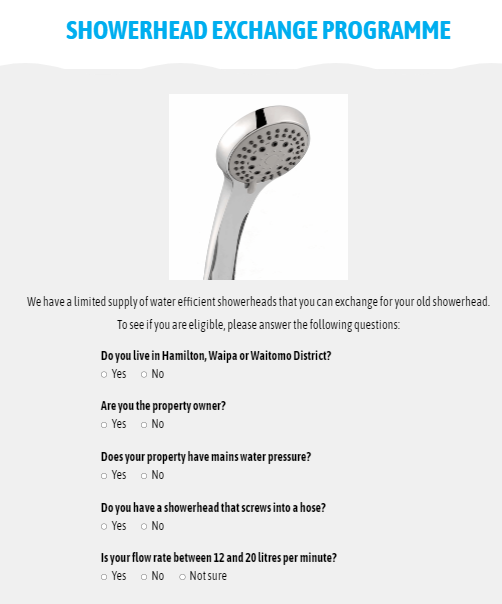 SHOWERHEAD EXCHANGE PROGRAMME
We have a limited supply of water efficient showerheads that you can exchange for your old showerhead.
To see if you are eligible, please answer the following questions:
Do you live in Hamilton, Waipa or Waitomo District?
Yes No
Are you the property owner?
Yes No
Does your property have mains water pressure?
Yes No
Do you have a showerhead that screws into a hose?
Yes No
Is your flow rate between 12 and 20 litres per minute?
Yes No Not sure